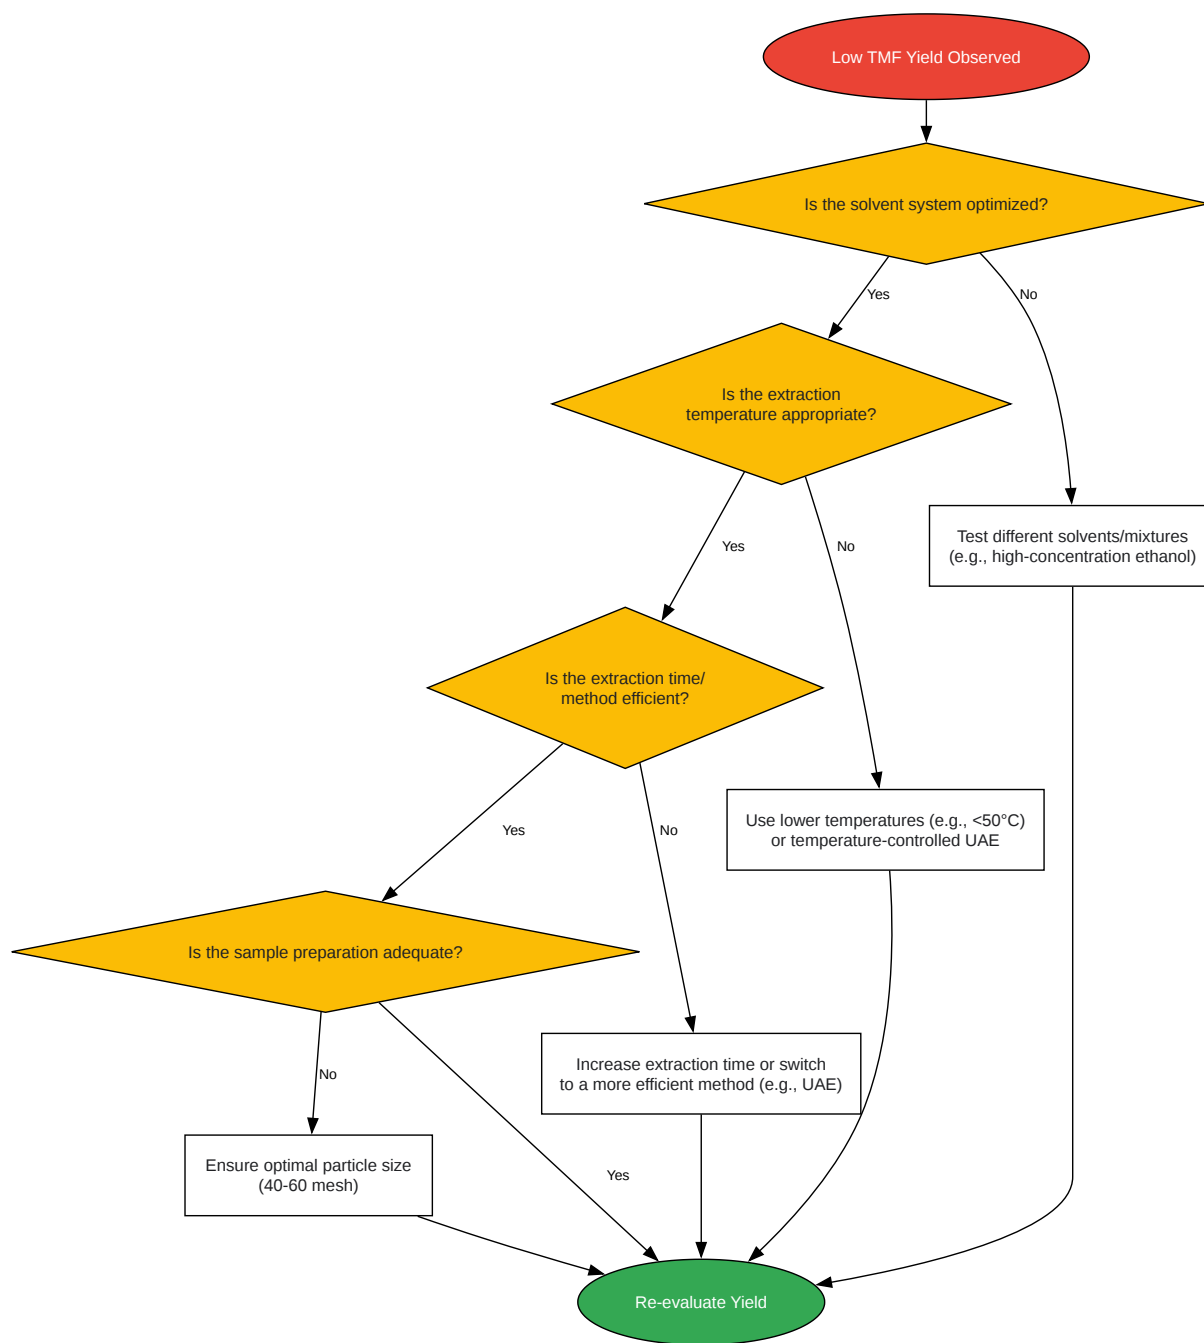 Low TMF Yield Observed
Is the solvent system optimized?
Yes
No
Is the extraction
temperature appropriate?
Test different solvents/mixtures
(e.g., high-concentration ethanol)
Yes
No
Is the extraction time/
method efficient?
Use lower temperatures (e.g., <50°C)
or temperature-controlled UAE
Yes
No
Is the sample preparation adequate?
Increase extraction time or switch
to a more efficient method (e.g., UAE)
No
Ensure optimal particle size
(40-60 mesh)
Yes
Re-evaluate Yield